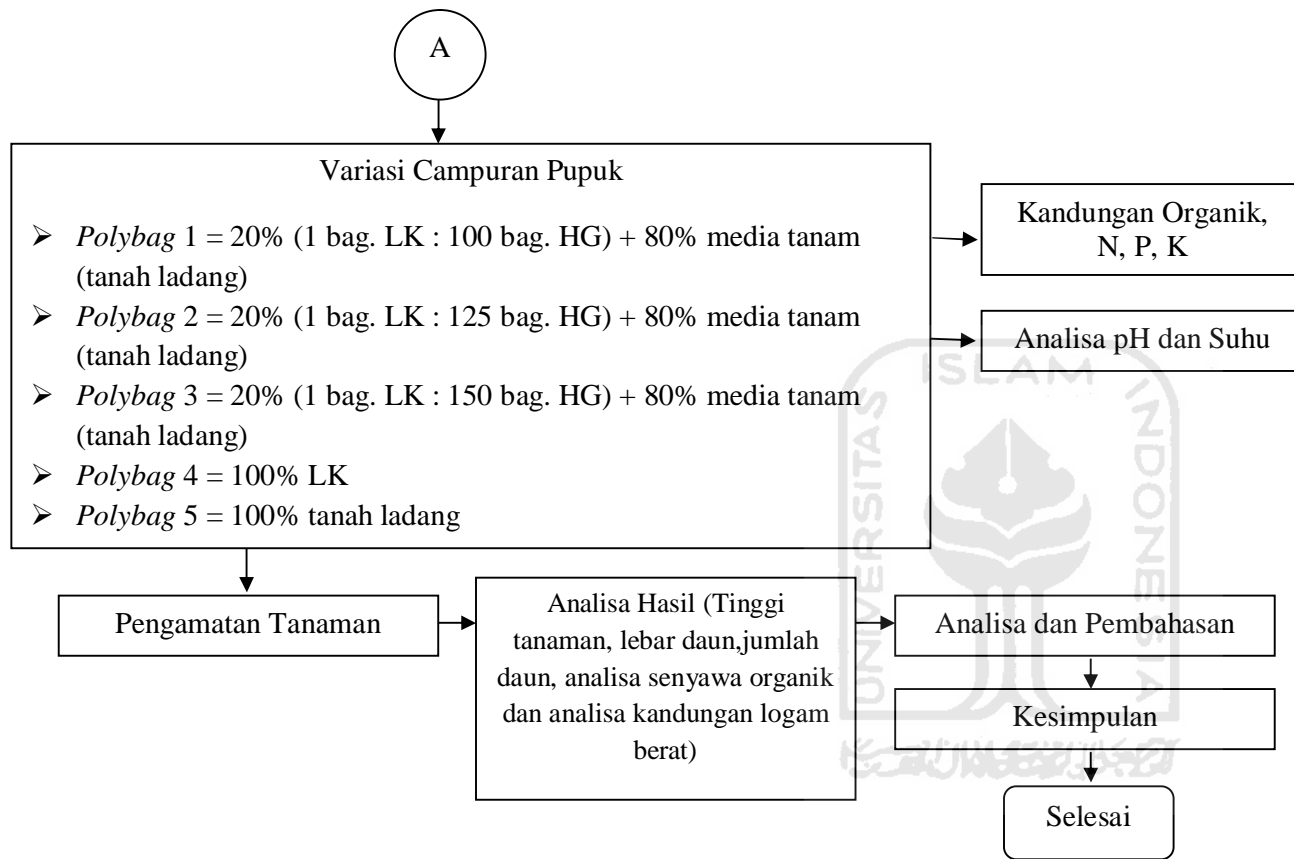 A
Variasi Campuran Pupuk
➢ Polybag 1 = 20% (1 bag. LK : 100 bag. HG) + 80% media tanam
(tanah ladang)
➢ Polybag 2 = 20% (1 bag. LK : 125 bag. HG) + 80% media tanam
(tanah ladang)
➢ Polybag 3 = 20% (1 bag. LK : 150 bag. HG) + 80% media tanam
(tanah ladang)
➢ Polybag 4 = 100% LK
➢ Polybag 5 = 100% tanah ladang
Kandungan Organik,
N, P, K
Analisa pH dan Suhu
Pengamatan Tanaman
Analisa Hasil (Tinggi
tanaman, lebar daun,jumlah
daun, analisa senyawa organik
dan analisa kandungan logam
berat)
Analisa dan Pembahasan
Kesimpulan
Selesai
UNIVERSITAS
ISLAM
INDONESIA